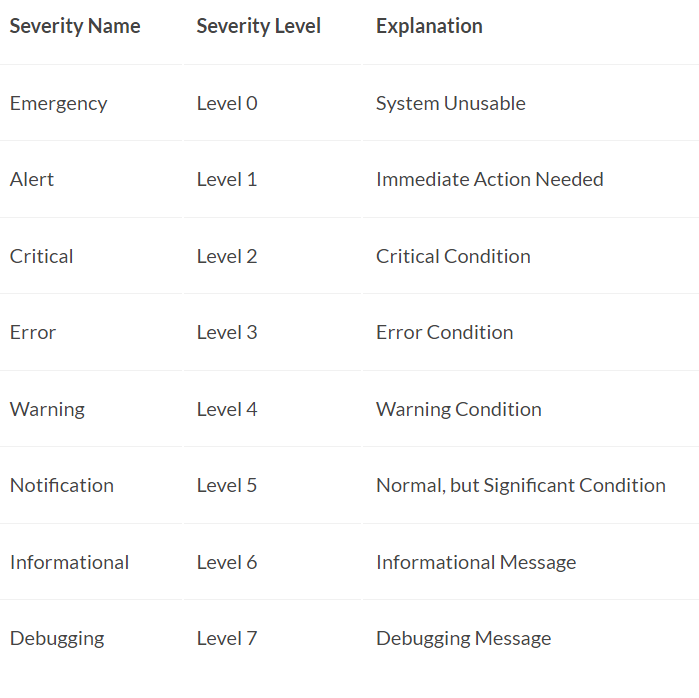 Severity Name Severity Level Explanation
Emergency Level 0 System Unusable
Alert Level 1 Immediate Action Needed
Critical Level 2 Critical Condition
Error Level 3 Error Condition
Warning Level 4 Warning Condition
Notification Level 5 Normal, but Significant Condition
Informational Level 6 Informational Message
Debugging Level 7 Debugging Message